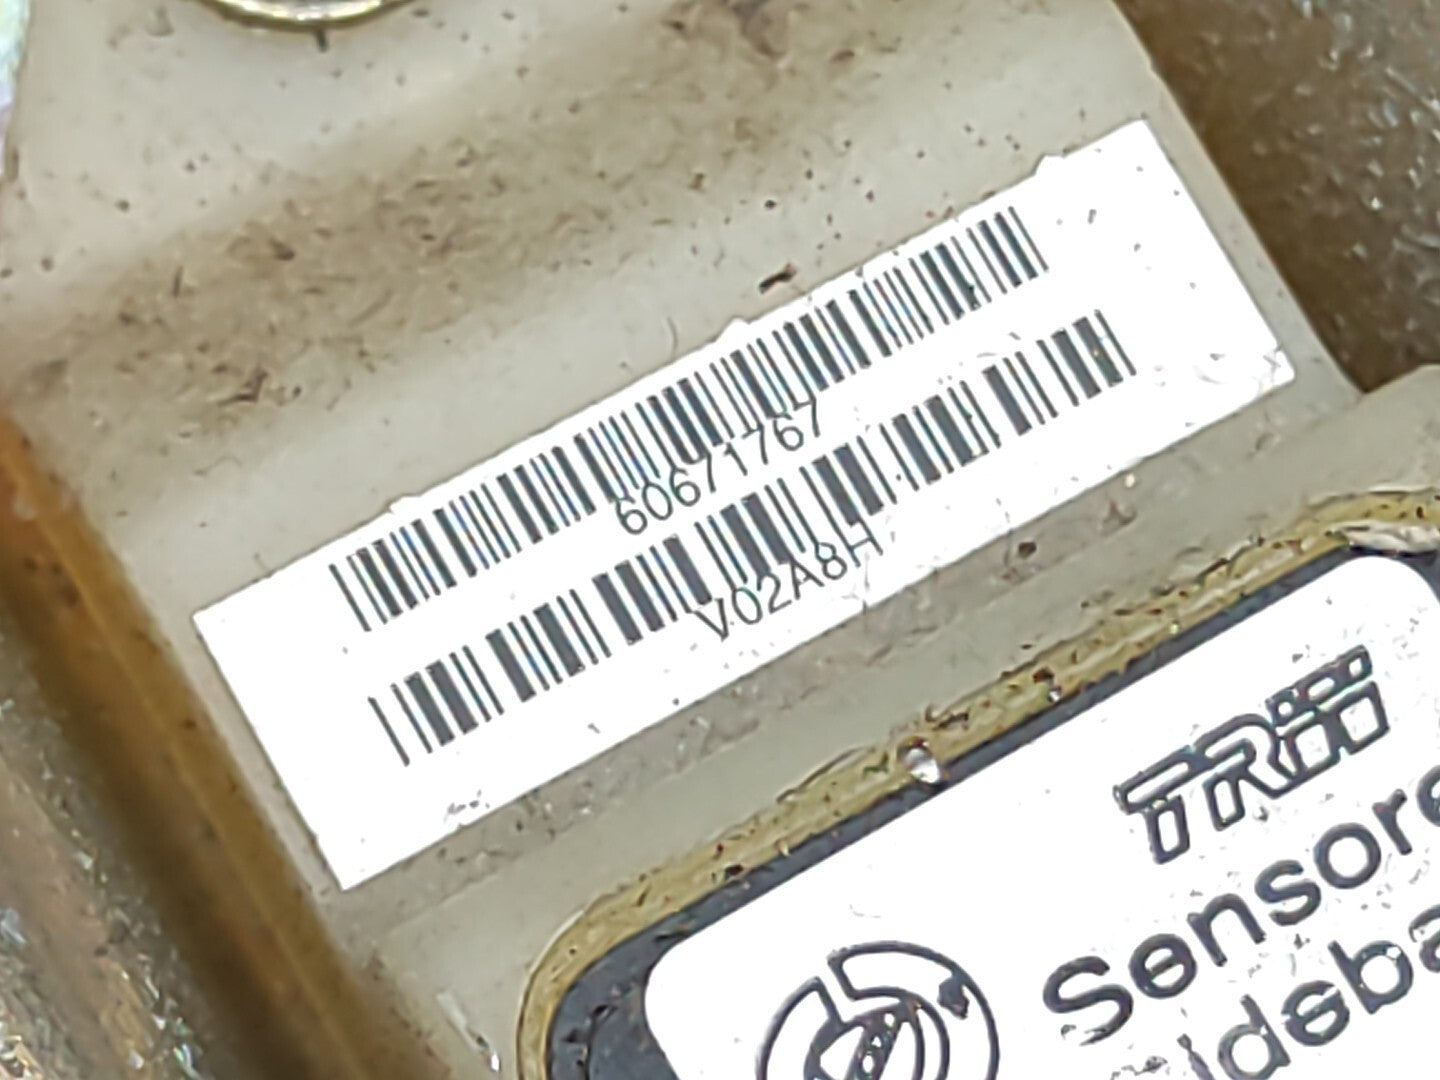 60671767
V02A8H
TRW
Sensore